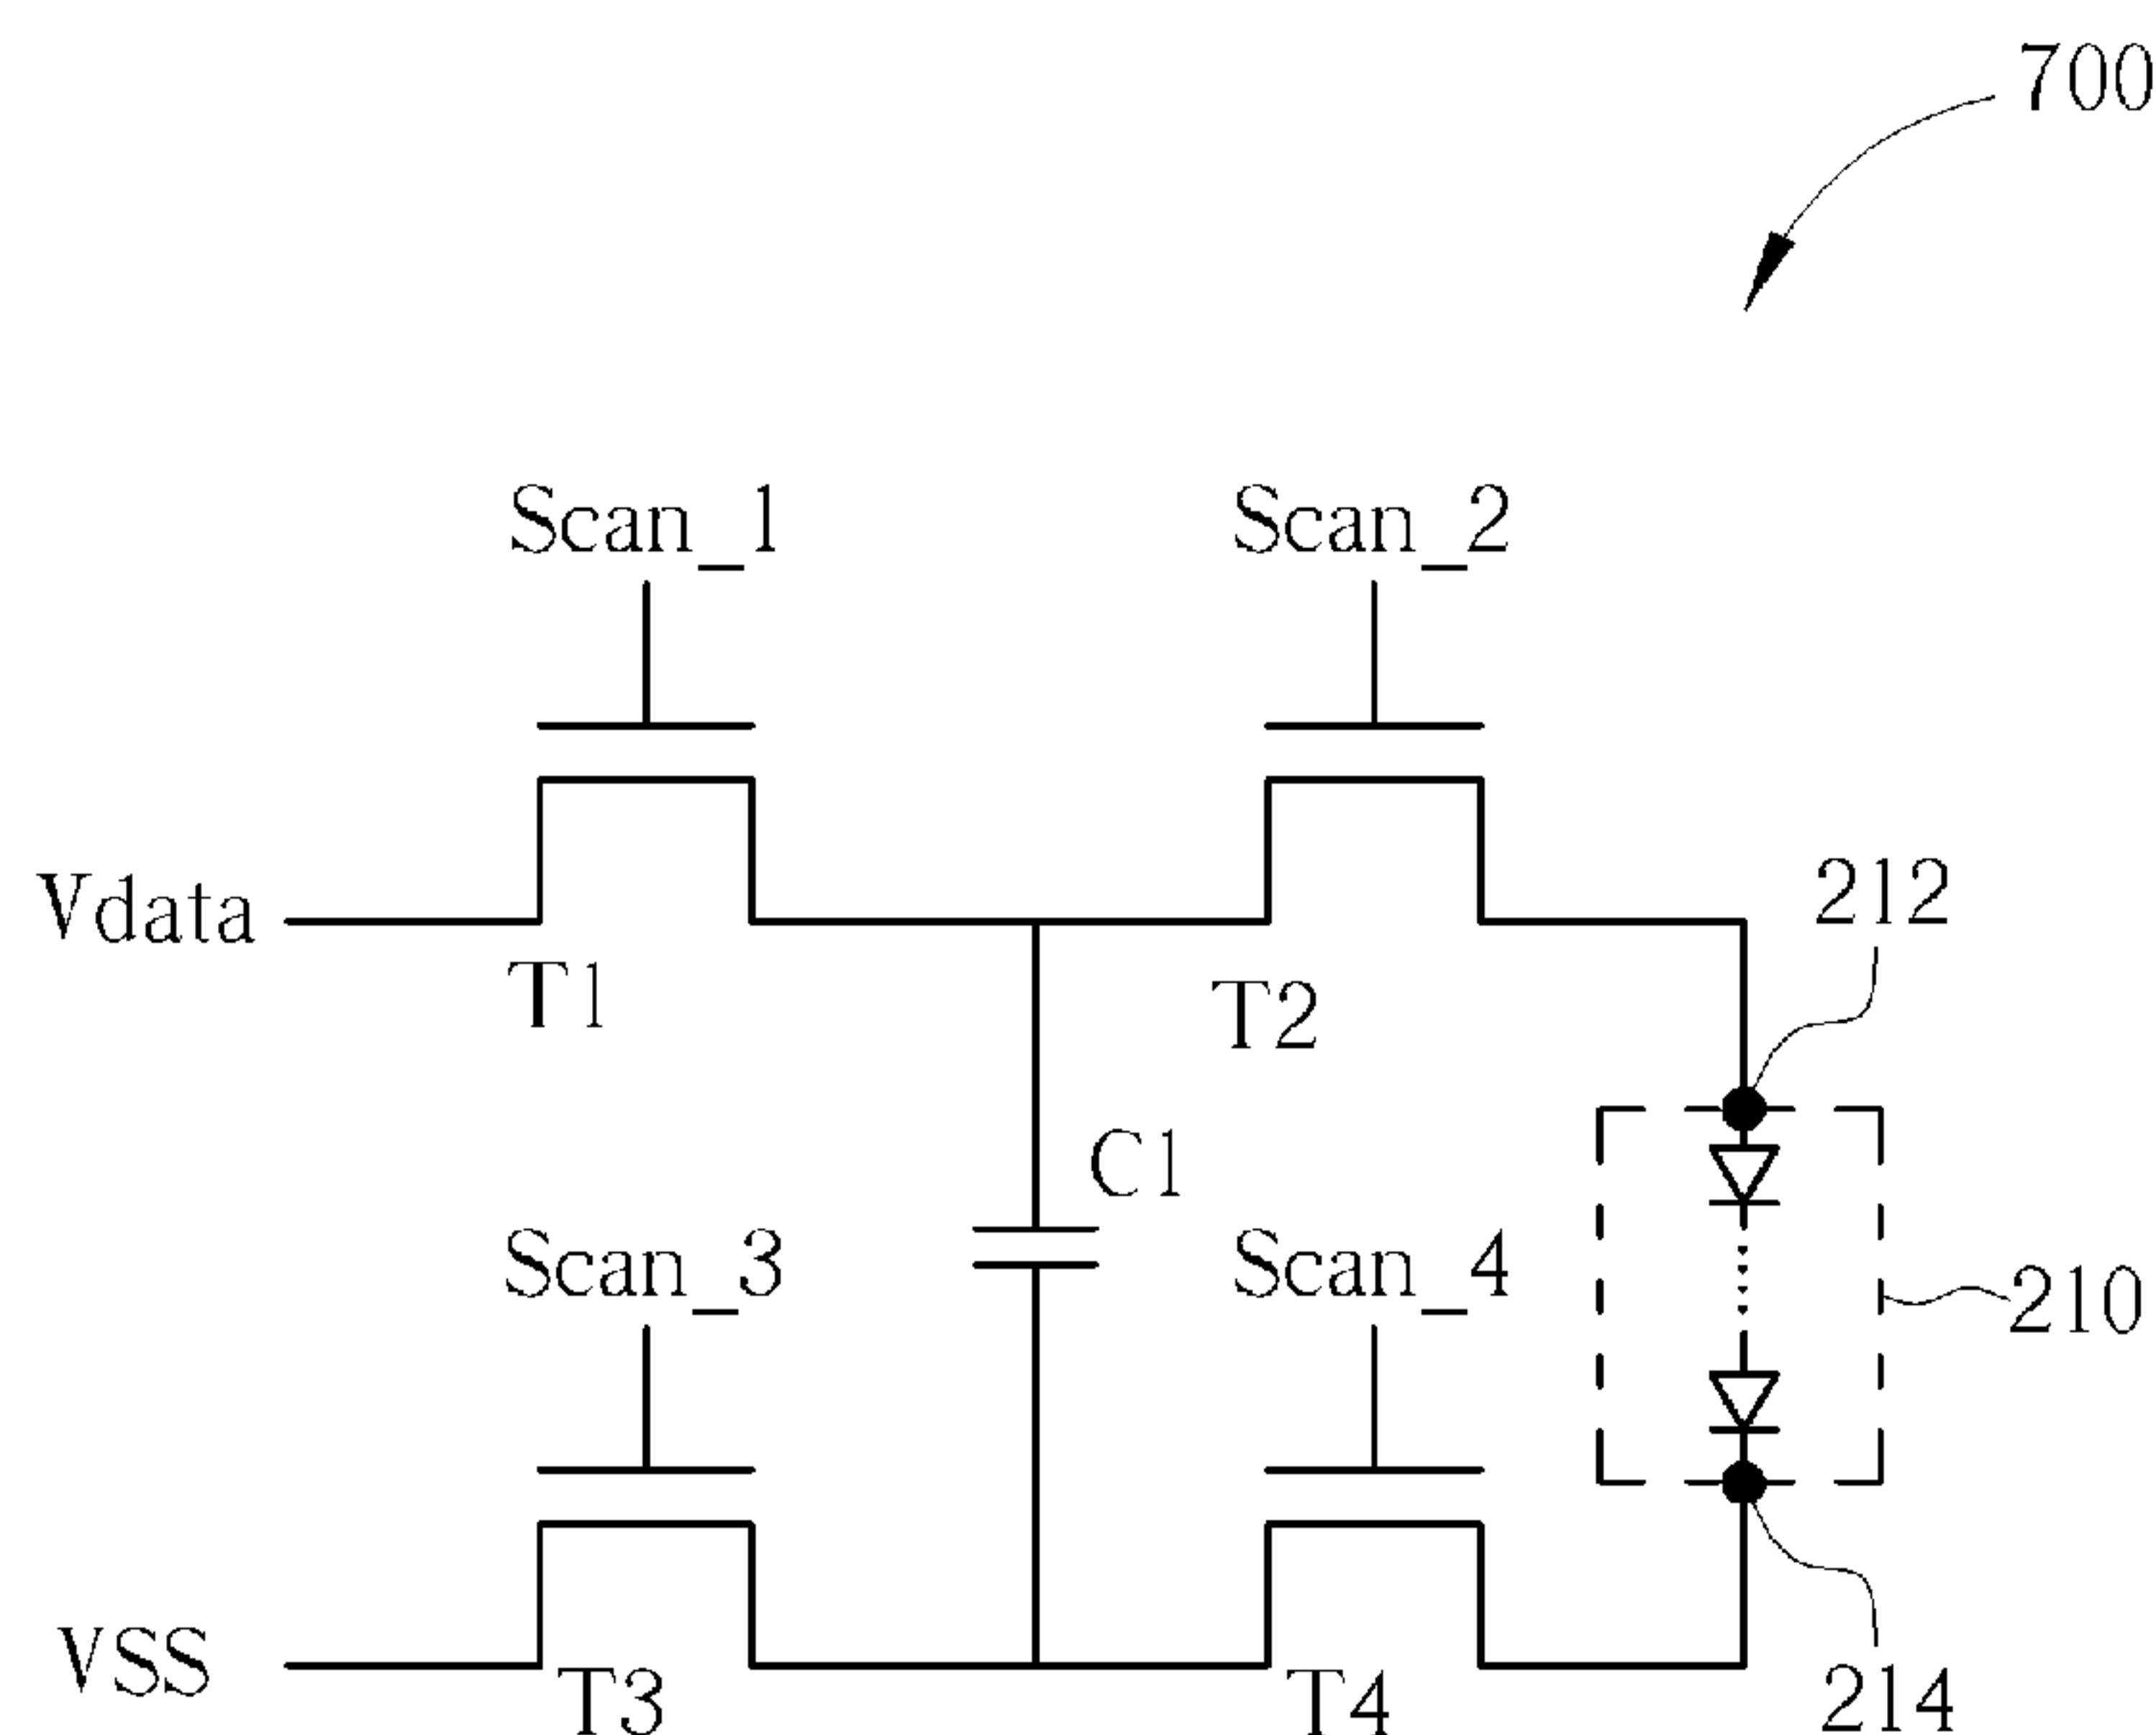 700
Scan_1
Scan_2
Vdata
T1
T2
212
C1
Scan_3
Scan_4
210
VSS
T3
T4
214